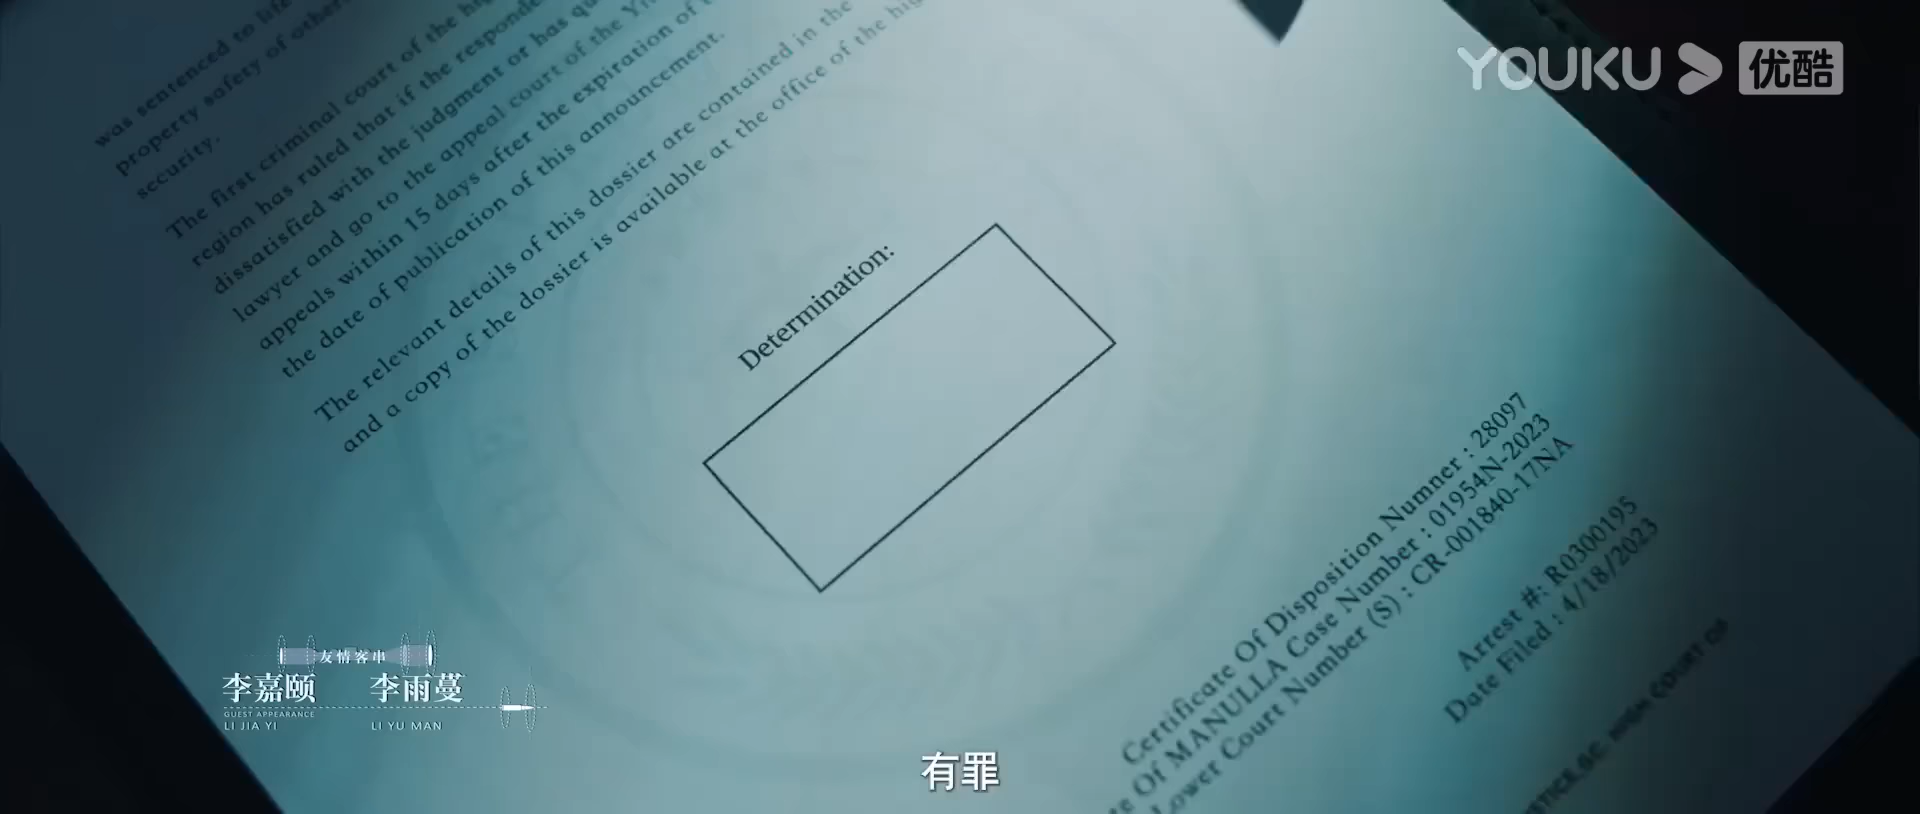 YOUKU 优酷
was sentenced to life
property safety of other
security.
The first criminal court of the
region has ruled that if the
dissatisfied with the judgment or has
lawyer and go to the appeal court of the
appeals within 15 days after the expiration of
the date of publication of this announcement.
The relevant details of this dossier are contained in the
and a copy of the dossier is available at the office of the
Determination:
Certificate Of Disposition Numner : 28097
Of MANULLA Case Number : 01954N-2023
Lower Court Number (S) : CR-001840-17NA
Arrest #: R0300195
Date Filed : 4/18/2023
HIGH COURT OF
友情客串
李嘉颐 李雨蔓
GUEST APPEARANCE
LI JIA YI LI YU MAN
有罪